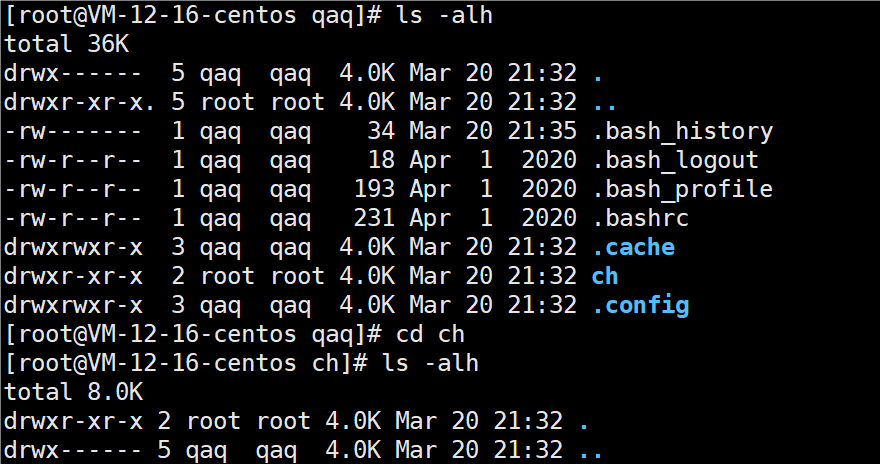 [root@VM-12-16-centos qaq]# ls -alh
total 36K
drwx------  5 qaq  qaq  4.0K Mar 20 21:32 .
drwxr-xr-x. 5 root root 4.0K Mar 20 21:32 ..
-rw-------  1 qaq  qaq    34 Mar 20 21:35 .bash_history
-rw-r--r--  1 qaq  qaq    18 Apr  1  2020 .bash_logout
-rw-r--r--  1 qaq  qaq   193 Apr  1  2020 .bash_profile
-rw-r--r--  1 qaq  qaq   231 Apr  1  2020 .bashrc
drwxrwxr-x  3 qaq  qaq  4.0K Mar 20 21:32 .cache
drwxr-xr-x  2 root root 4.0K Mar 20 21:32 ch
drwxrwxr-x  3 qaq  qaq  4.0K Mar 20 21:32 .config
[root@VM-12-16-centos qaq]# cd ch
[root@VM-12-16-centos ch]# ls -alh
total 8.0K
drwxr-xr-x 2 root root 4.0K Mar 20 21:32 .
drwx------ 5 qaq  qaq  4.0K Mar 20 21:32 ..